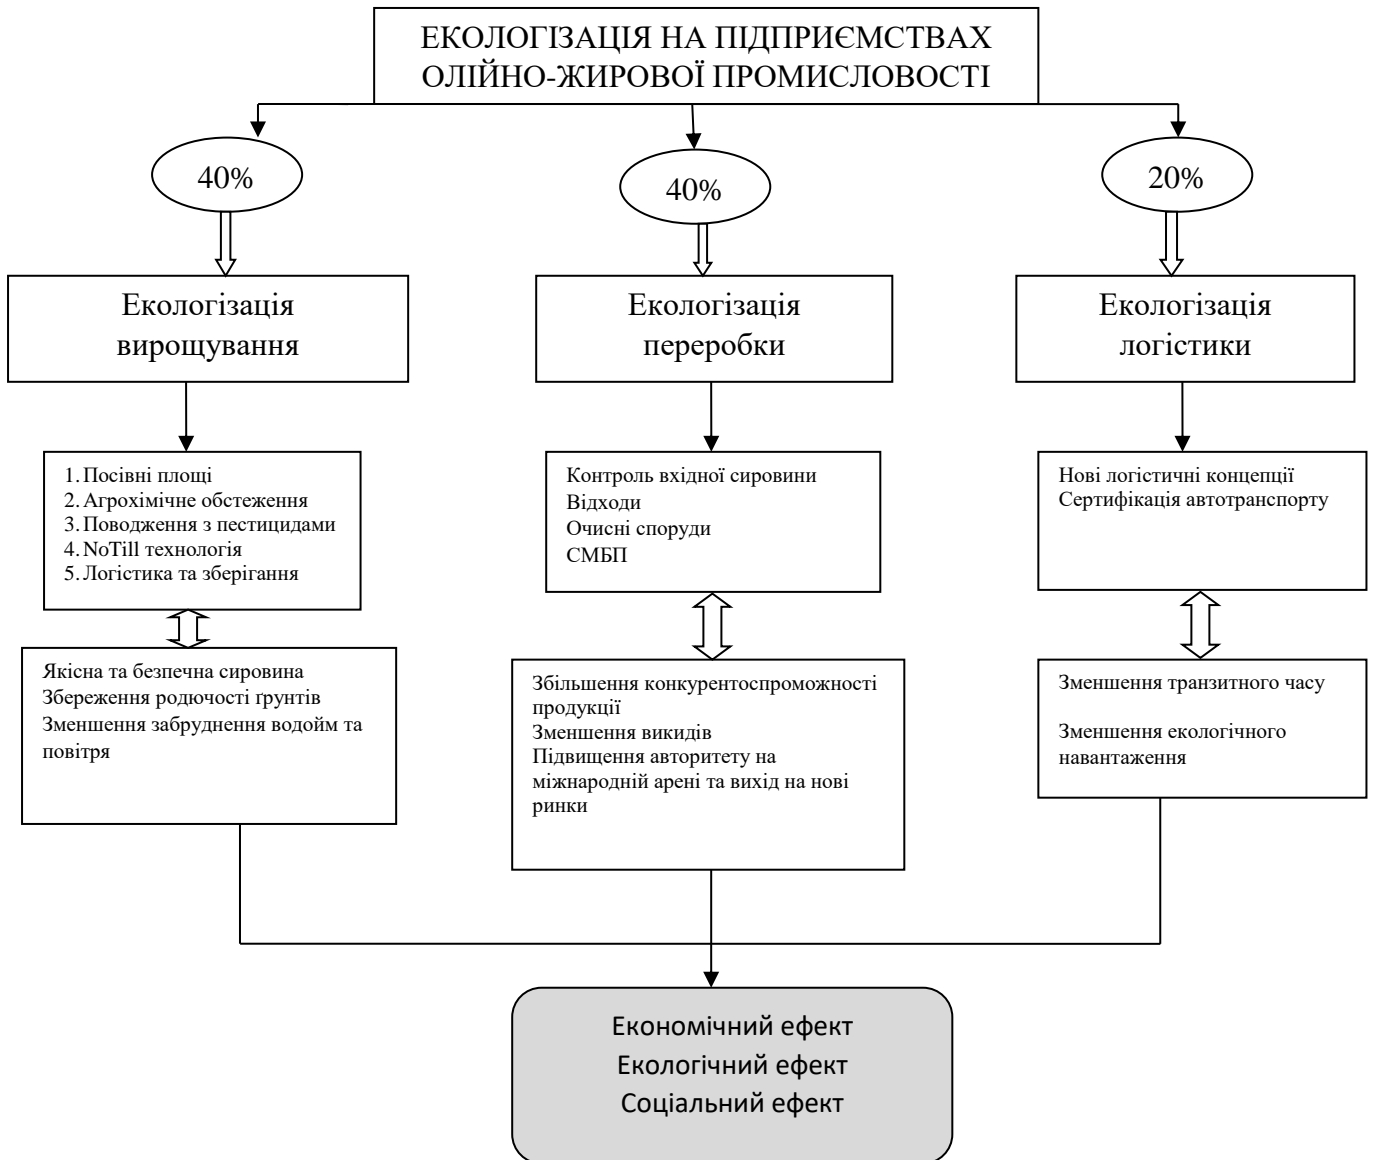 ЕКОЛОГІЗАЦІЯ НА ПІДПРИЄМСТВАХ
ОЛІЙНО-ЖИРОВОЇ ПРОМИСЛОВОСТІ
40%
40%
20%
Екологізація
вирощування
Екологізація
переробки
Екологізація
логістики
1. Посівні площі
2. Агрохімічне обстеження
3. Поводження з пестицидами
4. NoTill технологія
5. Логістика та зберігання
Контроль вхідної сировини
Відходи
Очисні споруди
СМБП
Нові логістичні концепції
Сертифікація автотранспорту
Якісна та безпечна сировина
Збереження родючості ґрунтів
Зменшення забруднення водойм та
повітря
Збільшення конкурентоспроможності
продукції
Зменшення викидів
Підвищення авторитету на
міжнародній арені та вихід на нові
ринки
Зменшення транзитного часу
Зменшення екологічного
навантаження
Економічний ефект
Екологічний ефект
Соціальний ефект